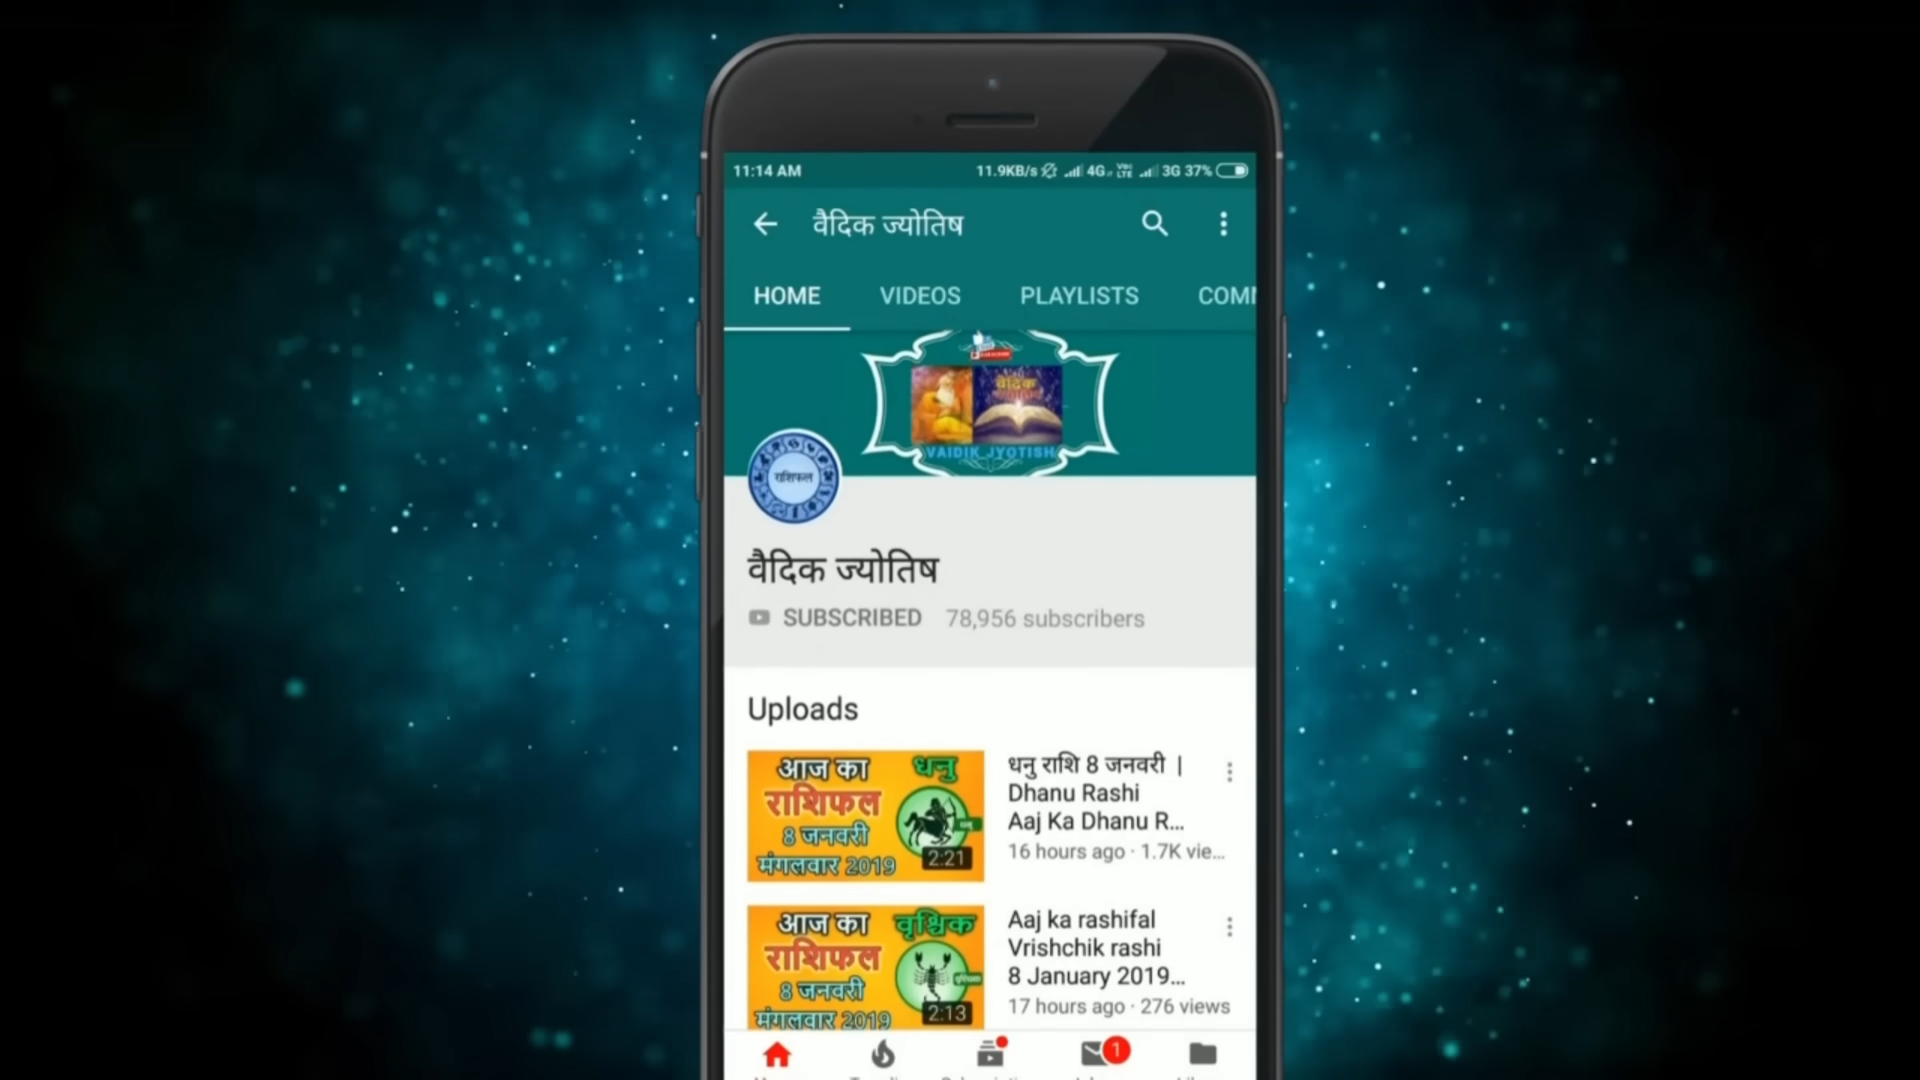 11:14 AM 11.9KB/s 4G VoLTE 3G 37%
वैदिक ज्योतिष
HOME VIDEOS PLAYLISTS COMM
वैदिक
VAIDIK JYOTISH
राशिफल
वैदिक ज्योतिष
SUBSCRIBED 78,956 subscribers
Uploads
आज का धनु
राशिफल
8 जनवरी
मंगलवार 2019
2:21
धनु राशि 8 जनवरी |
Dhanu Rashi
Aaj Ka Dhanu R...
16 hours ago · 1.7K vie...
आज का वृश्चिक
राशिफल
8 जनवरी
मंगलवार 2019
2:13
Aaj ka rashifal
Vrishchik rashi
8 January 2019...
17 hours ago · 276 views
1